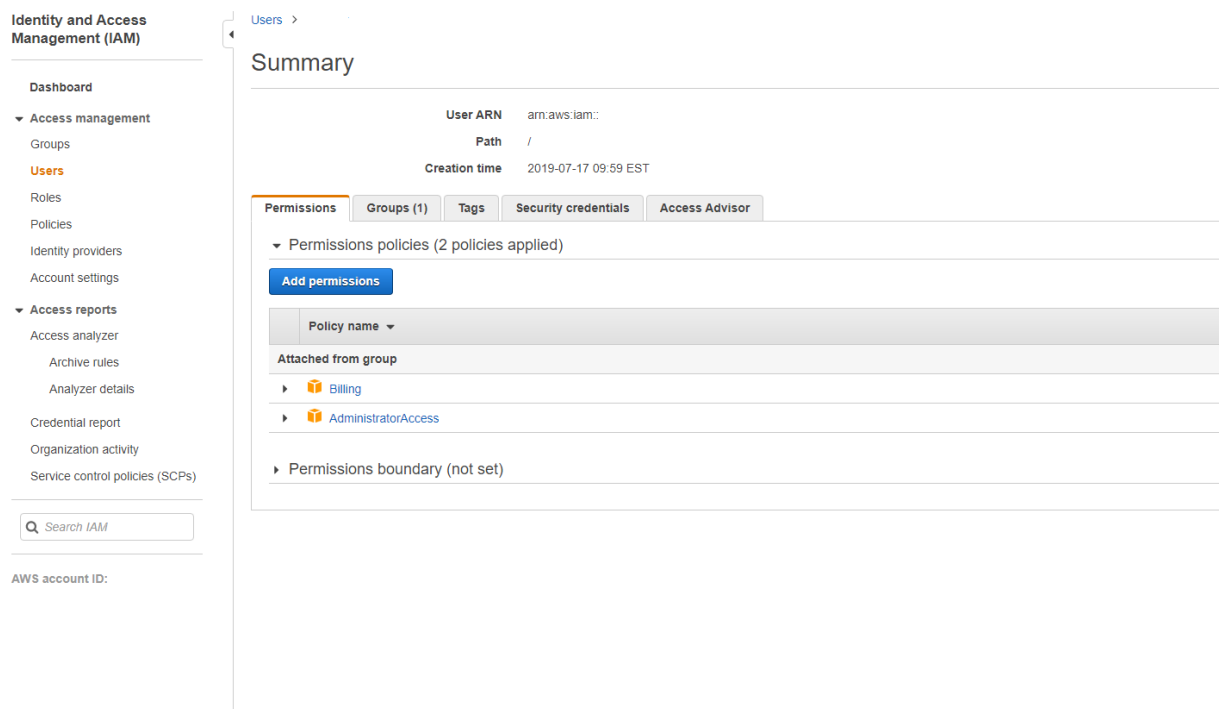 Identity and Access
Management (IAM)
Dashboard
Access management
Groups
Users
Roles
Policies
Identity providers
Account settings
Access reports
Access analyzer
Archive rules
Analyzer details
Credential report
Organization activity
Service control policies (SCPs)
Search IAM
AWS account ID:
Users >
Summary
User ARN arn:aws:iam::
Path /
Creation time 2019-07-17 09:59 EST
Permissions Groups (1) Tags Security credentials Access Advisor
Permissions policies (2 policies applied)
Add permissions
Policy name
Attached from group
Billing
AdministratorAccess
Permissions boundary (not set)